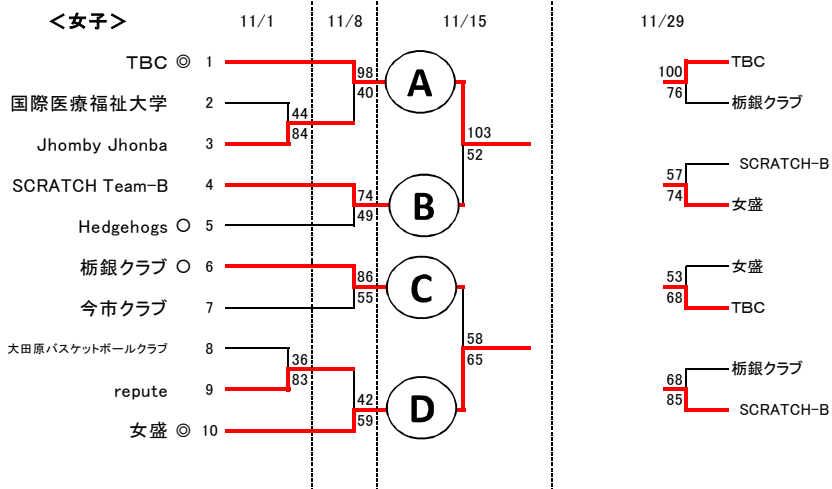 ＜女子＞ 11/1 11/8 11/15 11/29
TBC ◎ 1
国際医療福祉大学 2
Jhomby Jhonba 3
SCRATCH Team-B 4
Hedgehogs ○ 5
栃銀クラブ ○ 6
今市クラブ 7
大田原バスケットボールクラブ 8
repute 9
女盛 ◎ 10
44
84
36
83
98
40
74
49
86
55
42
59
A
B
C
D
103
52
58
65
TBC
100
76
栃銀クラブ
SCRATCH-B
57
74
女盛
女盛
53
68
TBC
栃銀クラブ
68
85
SCRATCH-B